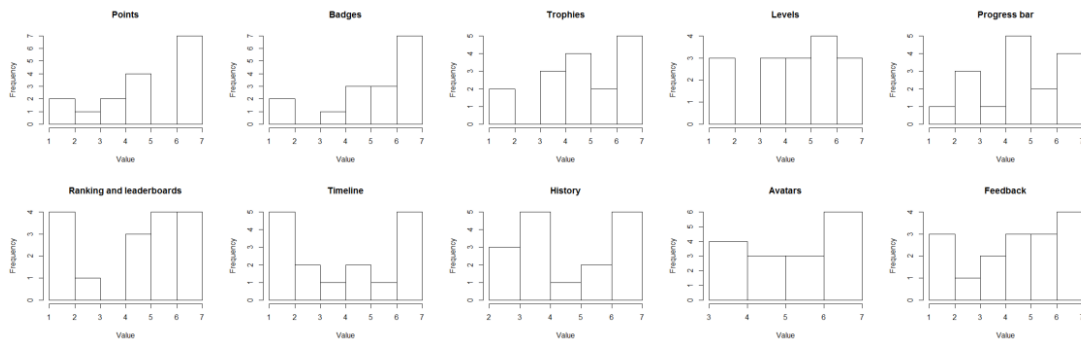 Points
Badges
Trophies
Levels
Progress bar
Frequency
0 1 2 3 4 5 6 7
1 2 3 4 5 6 7
Value
Frequency
0 1 2 3 4 5 6 7
1 2 3 4 5 6 7
Value
Frequency
0 1 2 3 4 5
1 2 3 4 5 6 7
Value
Frequency
0 1 2 3 4
1 2 3 4 5 6 7
Value
Frequency
0 1 2 3 4 5
1 2 3 4 5 6 7
Value
Ranking and leaderboards
Timeline
History
Avatars
Feedback
Frequency
0 1 2 3 4
1 2 3 4 5 6 7
Value
Frequency
0 1 2 3 4 5
1 2 3 4 5 6 7
Value
Frequency
0 1 2 3 4 5
2 3 4 5 6 7
Value
Frequency
0 1 2 3 4 5 6
3 4 5 6 7
Value
Frequency
0 1 2 3 4
1 2 3 4 5 6 7
Value